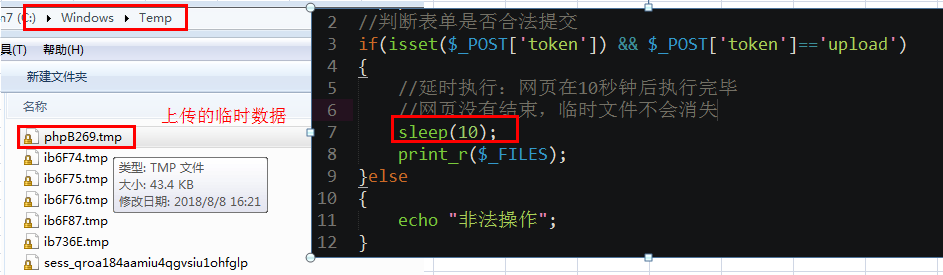 n7 (C:) ▸ Windows ▸ Temp
具(T) 帮助(H)
新建文件夹
名称
上传的临时数据
phpB269.tmp
ib6F74.tmp
ib6F75.tmp
ib6F76.tmp
ib6F87.tmp
ib736E.tmp
sess_qroa184aamiu4qgvsiu1ohfglp
类型: TMP 文件
大小: 43.4 KB
修改日期: 2018/8/8 16:21
2 //判断表单是否合法提交
3 if(isset($_POST['token']) && $_POST['token']=='upload')
4 {
5 //延时执行：网页在10秒钟后执行完毕
6 //网页没有结束，临时文件不会消失
7 sleep(10);
8 print_r($_FILES);
9 }else
10 {
11 echo "非法操作";
12 }